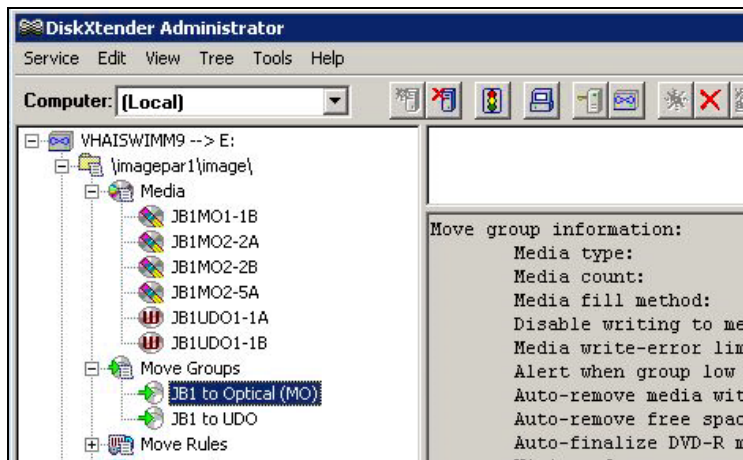 DiskXtender Administrator
Service Edit View Tree Tools Help
Computer: (Local)
VHAISWIMM9 --> E:
\imagepar1\image\
Media
JB1MO1-1B
JB1MO2-2A
JB1MO2-2B
JB1MO2-5A
JB1UDO1-1A
JB1UDO1-1B
Move Groups
JB1 to Optical (MO)
JB1 to UDO
Move Rules
Move group information:
Media type:
Media count:
Media fill method:
Disable writing to me
Media write-error lim
Alert when group low
Auto-remove media wit
Auto-remove free spac
Auto-finalize DVD-R m